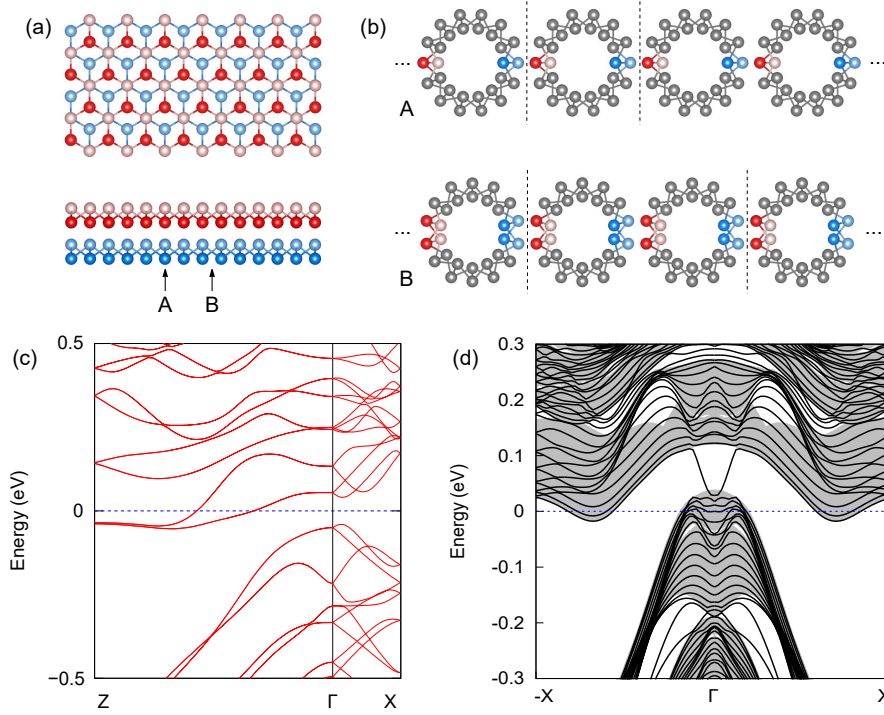 (a)
A B
(b)
... ...
A
... ...
B
(c)
Energy (eV)
0.5
0
−0.5
Z Γ X
(d)
Energy (eV)
0.3
0.2
0.1
0
-0.1
-0.2
-0.3
-X Γ X